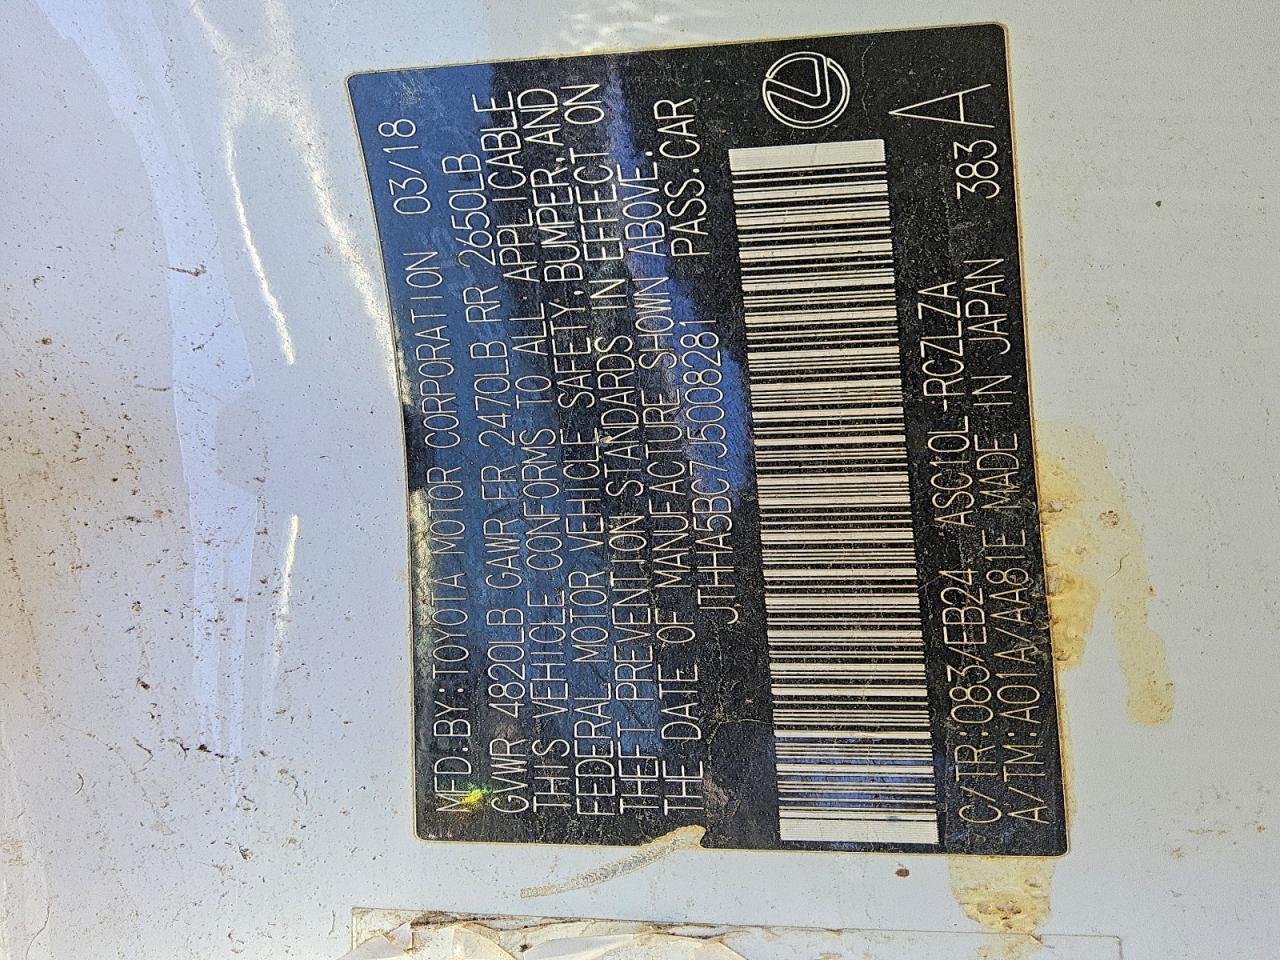 MFD.BY:TOYOTA MOTOR CORPORATION 03/18
GVWR 4820LB GAWR FR 2470LB RR 2650LB
THIS VEHICLE CONFORMS TO ALL APPLICABLE
FEDERAL MOTOR VEHICLE SAFETY,BUMPER,AND
THEFT PREVENTION STANDARDS IN EFFECT ON
THE DATE OF MANUFACTURE SHOWN ABOVE.
JTHHA5BC7J5008281 PASS.CAR
C/TR:083/EB24 ASC10L-RCZLZA
A/TM:A01A/AA81E MADE IN JAPAN 383 A